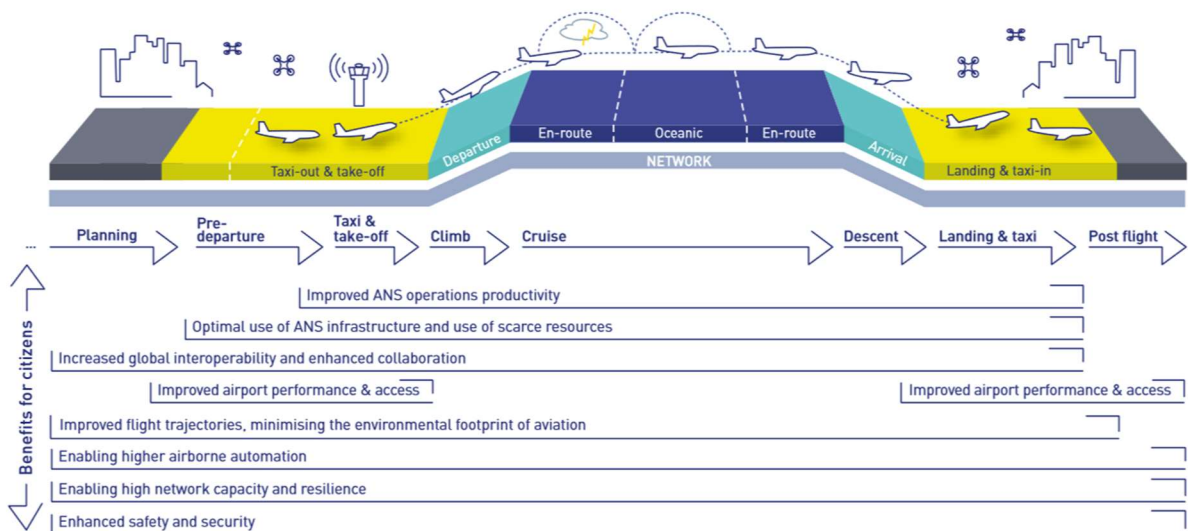 En-route
Oceanic
En-route
Departure
Arrival
NETWORK
Taxi-out & take-off
Landing & taxi-in
...
Planning
Pre-
departure
Taxi &
take-off
Climb
Cruise
Descent
Landing & taxi
Post flight
Benefits for citizens
Improved ANS operations productivity
Optimal use of ANS infrastructure and use of scarce resources
Increased global interoperability and enhanced collaboration
Improved airport performance & access
Improved airport performance & access
Improved flight trajectories, minimising the environmental footprint of aviation
Enabling higher airborne automation
Enabling high network capacity and resilience
Enhanced safety and security